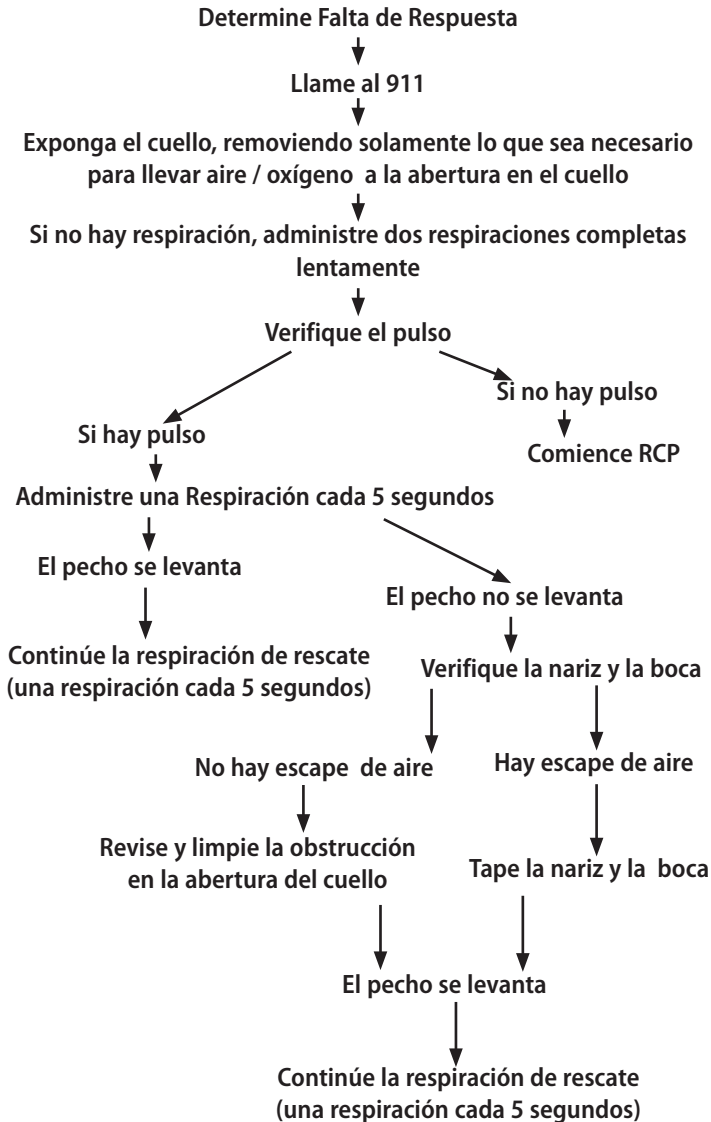 Determine Falta de Respuesta
Llame al 911
Exponga el cuello, removiendo solamente lo que sea necesario
para llevar aire / oxígeno a la abertura en el cuello
Si no hay respiración, administre dos respiraciones completas
lentamente
Verifique el pulso
Si no hay pulso
Si hay pulso
Comience RCP
Administre una Respiración cada 5 segundos
El pecho se levanta
El pecho no se levanta
Continúe la respiración de rescate
(una respiración cada 5 segundos)
Verifique la nariz y la boca
No hay escape de aire
Hay escape de aire
Revise y limpie la obstrucción
en la abertura del cuello
Tape la nariz y la boca
El pecho se levanta
Continúe la respiración de rescate
(una respiración cada 5 segundos)